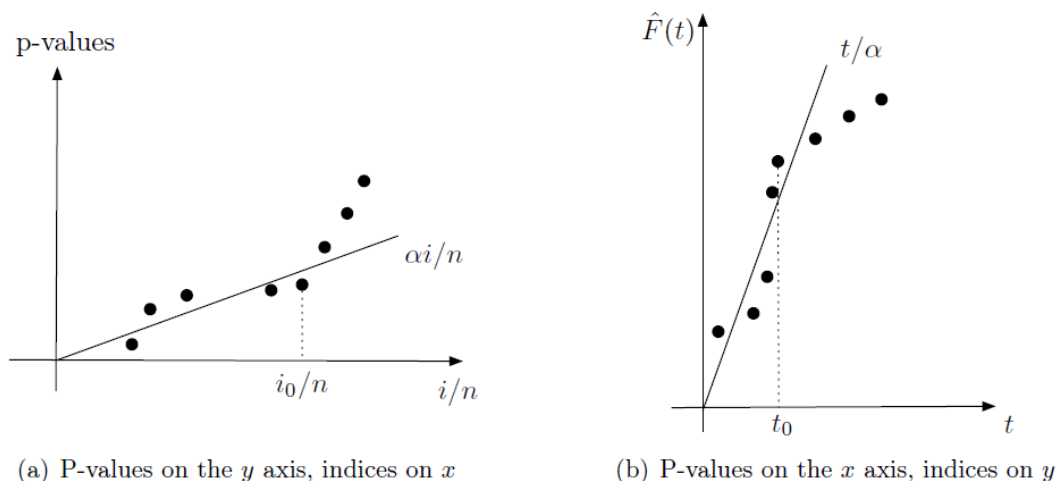 p-values
αi/n
i₀/n
i/n
(a) P-values on the y axis, indices on x
F̂(t)
t/α
t₀
t
(b) P-values on the x axis, indices on y